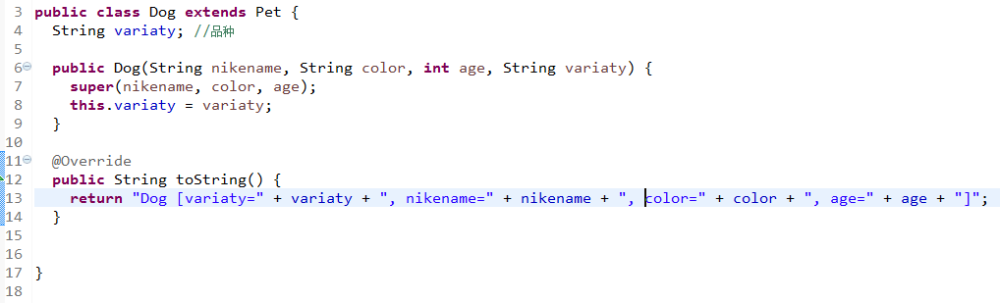 3 public class Dog extends Pet {
4   String variaty; //品种
5
6   public Dog(String nikename, String color, int age, String variaty) {
7     super(nikename, color, age);
8     this.variaty = variaty;
9   }
10
11   @Override
12   public String toString() {
13     return "Dog [variaty=" + variaty + ", nikename=" + nikename + ", color=" + color + ", age=" + age + "]";
14   }
15
16
17 }
18